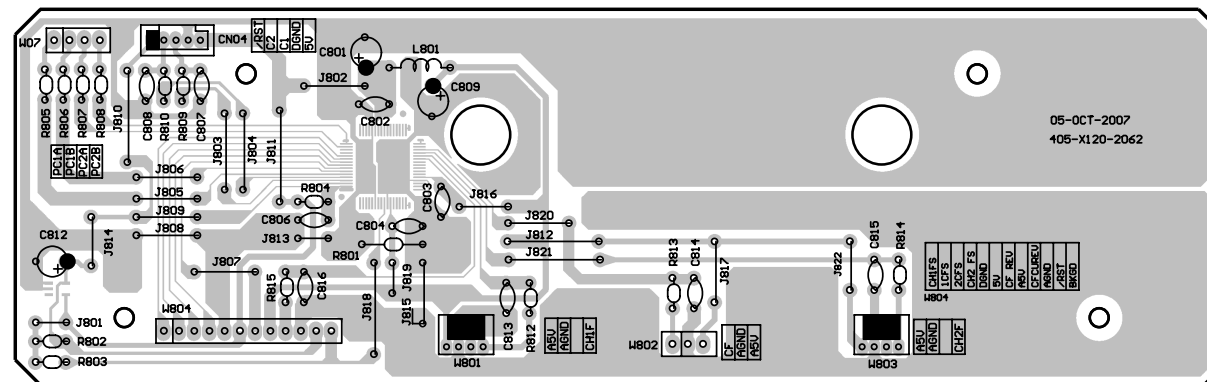 W07
CN04
/RST
C2
C1
DGND
5V
C801
L801
J802
C809
C802
R805
R806
R807
R808
J810
C808
R810
R809
C807
J803
J804
J811
05-OCT-2007
405-X120-2062
PC1A
PC1B
PC2A
PC2B
J806
J805
J809
J808
R804
C806
J813
C803
J816
C804
R801
J820
J812
J821
C812
J814
J807
R815
C816
J818
J819
J815
R813
C814
J817
J822
C815
R814
CH1FS
1CFS
2CFS
CH2 FS
DGND
5V
CF REV
A5V
CFCUREV
AGND
/RST
BKGD
W804
W804
J801
R802
R803
C813
R812
W801
A5V
AGND
CH1F
W802
CF
AGND
A5V
W803
A5V
AGND
CH2F